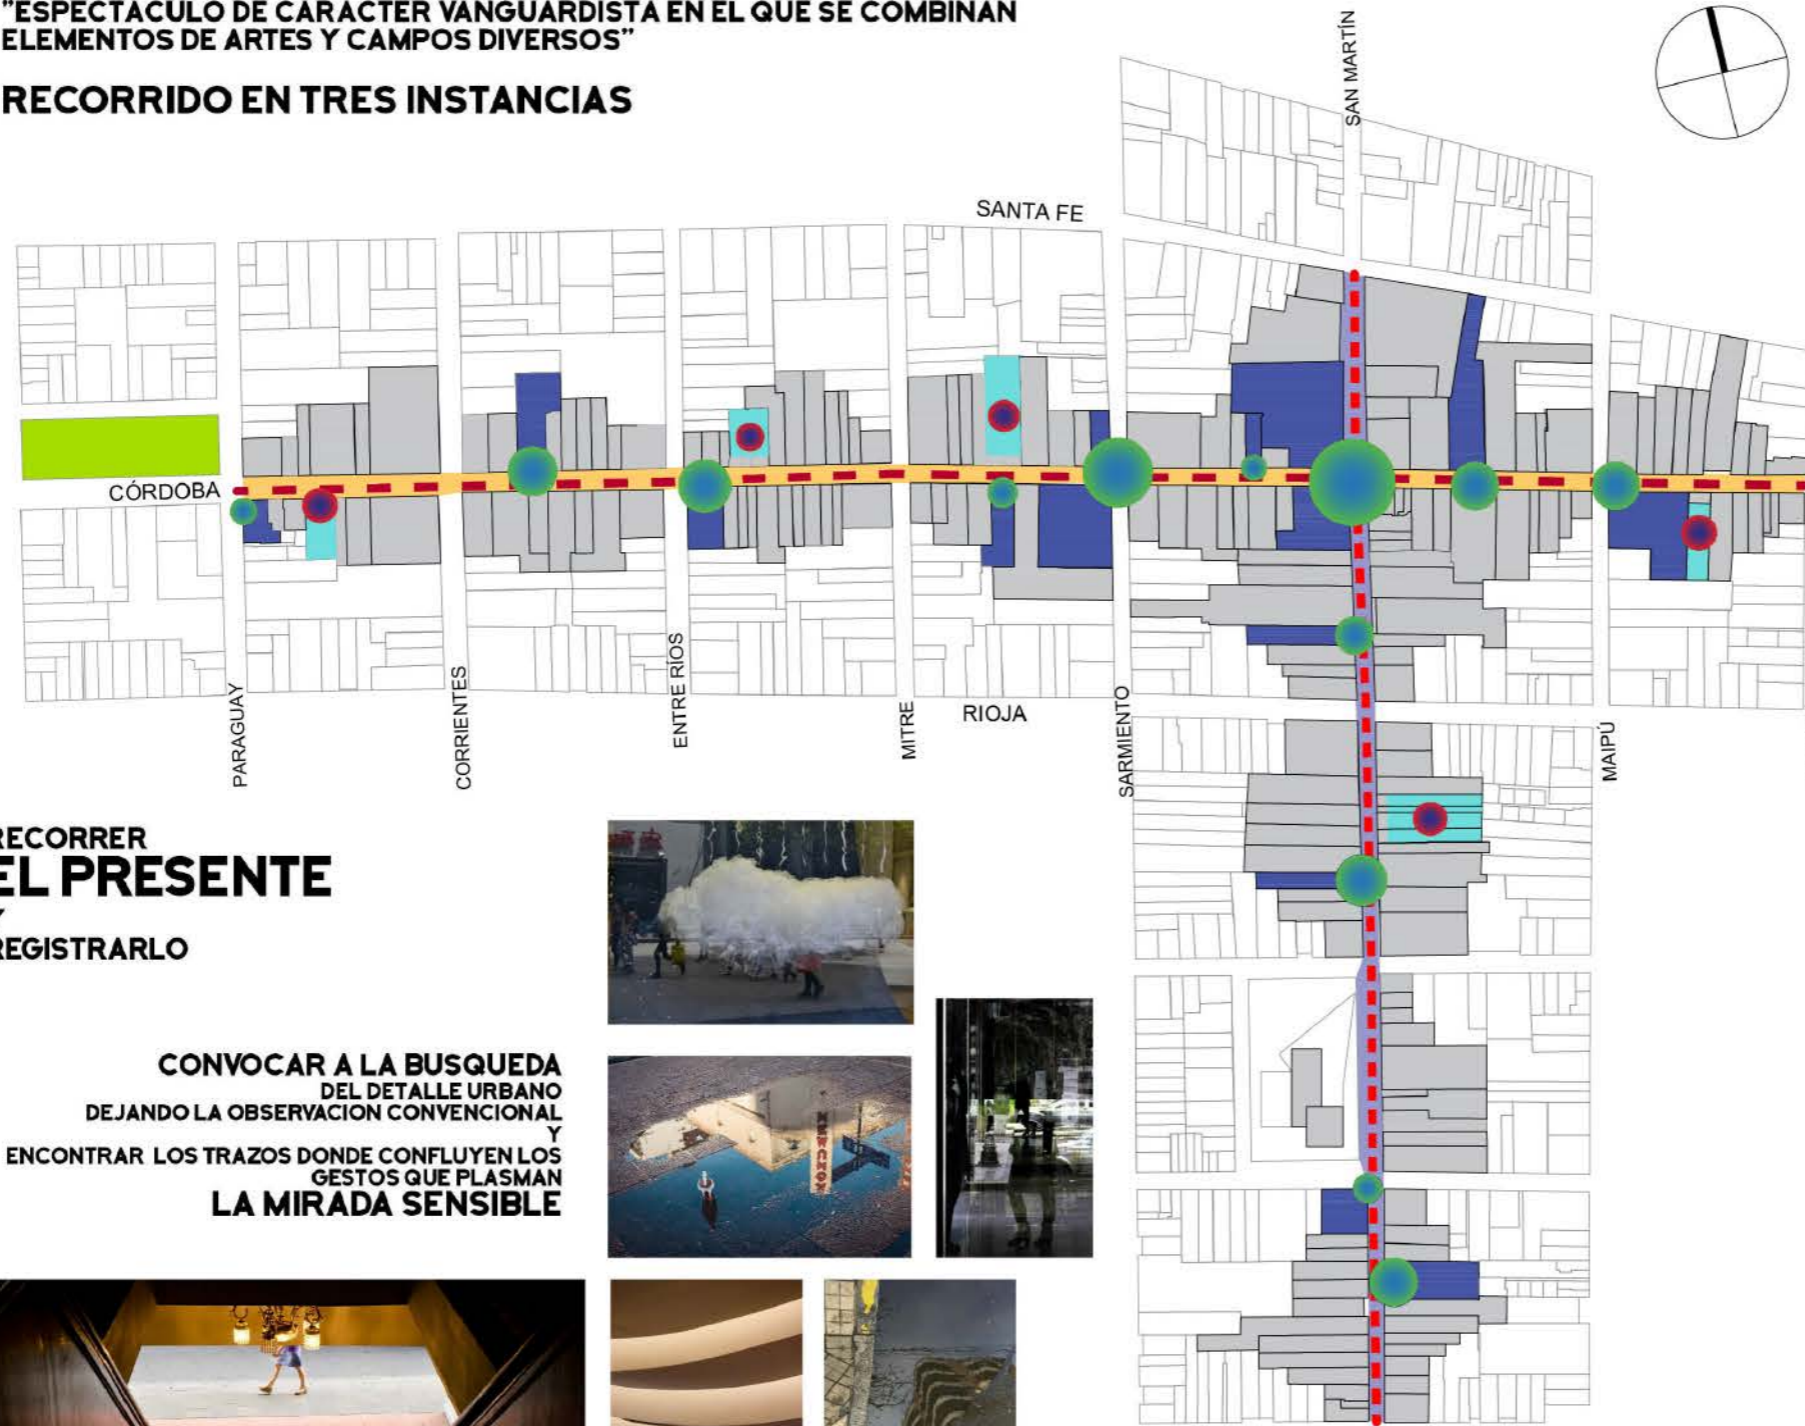 "ESPECTACULO DE CARACTER VANGUARDISTA EN EL QUE SE COMBINAN
ELEMENTOS DE ARTES Y CAMPOS DIVERSOS"
RECORRIDO EN TRES INSTANCIAS
SAN MARTÍN
SANTA FE
CÓRDOBA
PARAGUAY
CORRIENTES
ENTRE RÍOS
MITRE
RIOJA
SARMIENTO
MAIPÚ
RECORRER
EL PRESENTE
Y
REGISTRARLO
CONVOCAR A LA BUSQUEDA
DEL DETALLE URBANO
DEJANDO LA OBSERVACION CONVENCIONAL
Y
ENCONTRAR LOS TRAZOS DONDE CONFLUYEN LOS
GESTOS QUE PLASMAN
LA MIRADA SENSIBLE